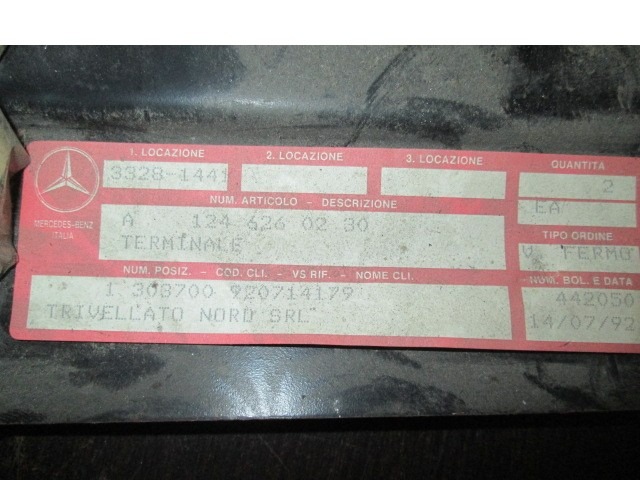 1. LOCAZIONE 2. LOCAZIONE 3. LOCAZIONE QUANTITA
3328-1441 2
EA
MERCEDES-BENZ
ITALIA
NUM. ARTICOLO - DESCRIZIONE
A 124 626 02 30
TERMINALE
TIPO ORDINE
V. FERMO
NUM. POSIZ. - COD. CLI. - VS RIF. - NOME CLI.
1 303700 920714179
TRIVELLATO NORD SRL
NUM. BOL. E DATA
442050
14/07/92